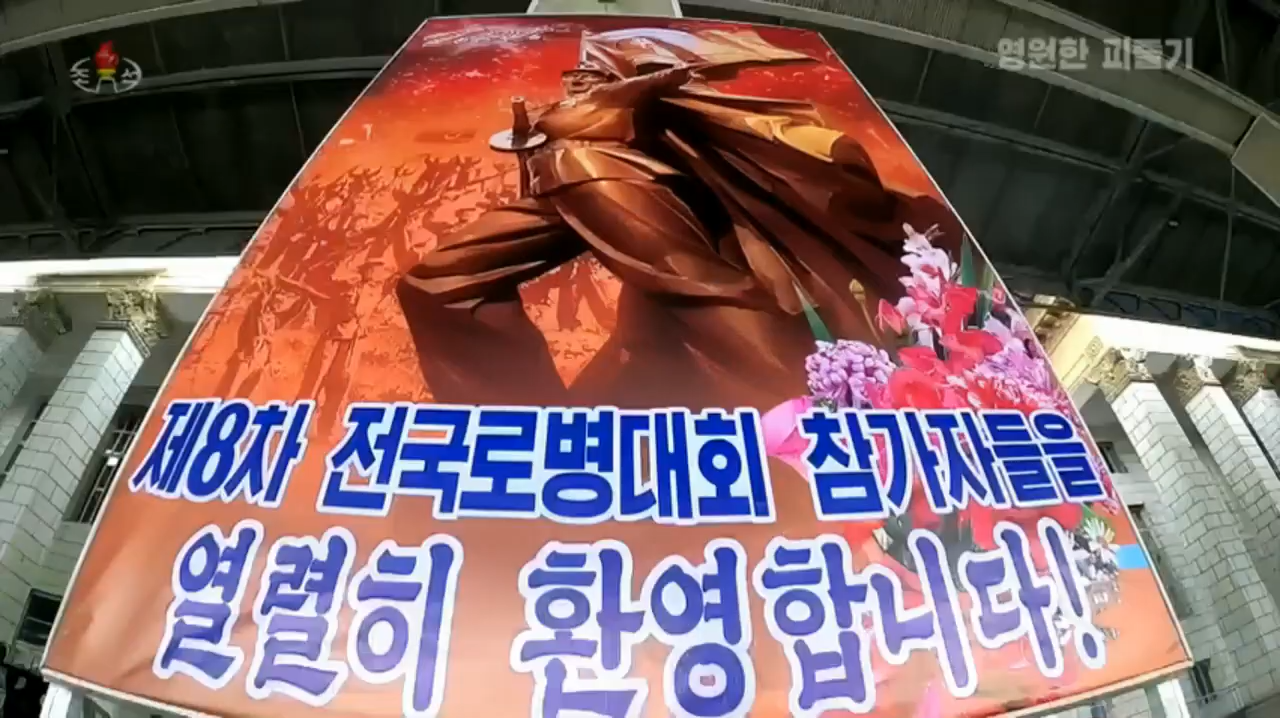 조선
영원한 피줄기
제8차 전국로병대회 참가자들을
열렬히 환영합니다!